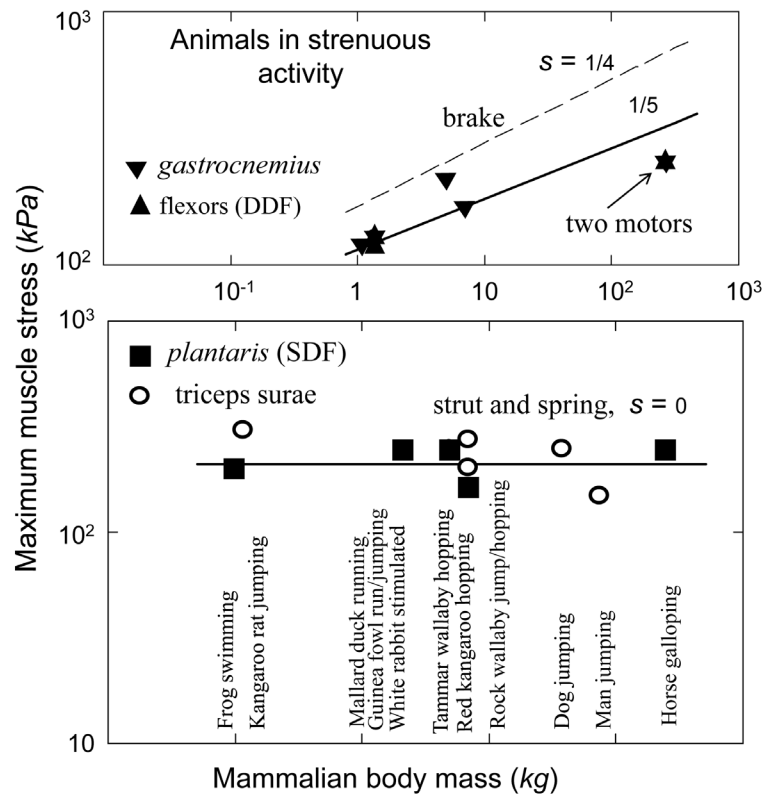 10³
Animals in strenuous
activity
s = 1/4
1/5
brake
gastrocnemius
flexors (DDF)
two motors
10²
10⁻¹
1
10
10²
10³
Maximum muscle stress (kPa)
10³
plantaris (SDF)
triceps surae
strut and spring, s = 0
10²
Frog swimming
Kangaroo rat jumping
Mallard duck running
Guinea fowl run/jumping
White rabbit stimulated
Tammar wallaby hopping
Red kangaroo hopping
Rock wallaby jump/hopping
Dog jumping
Man jumping
Horse galloping
10
Mammalian body mass (kg)